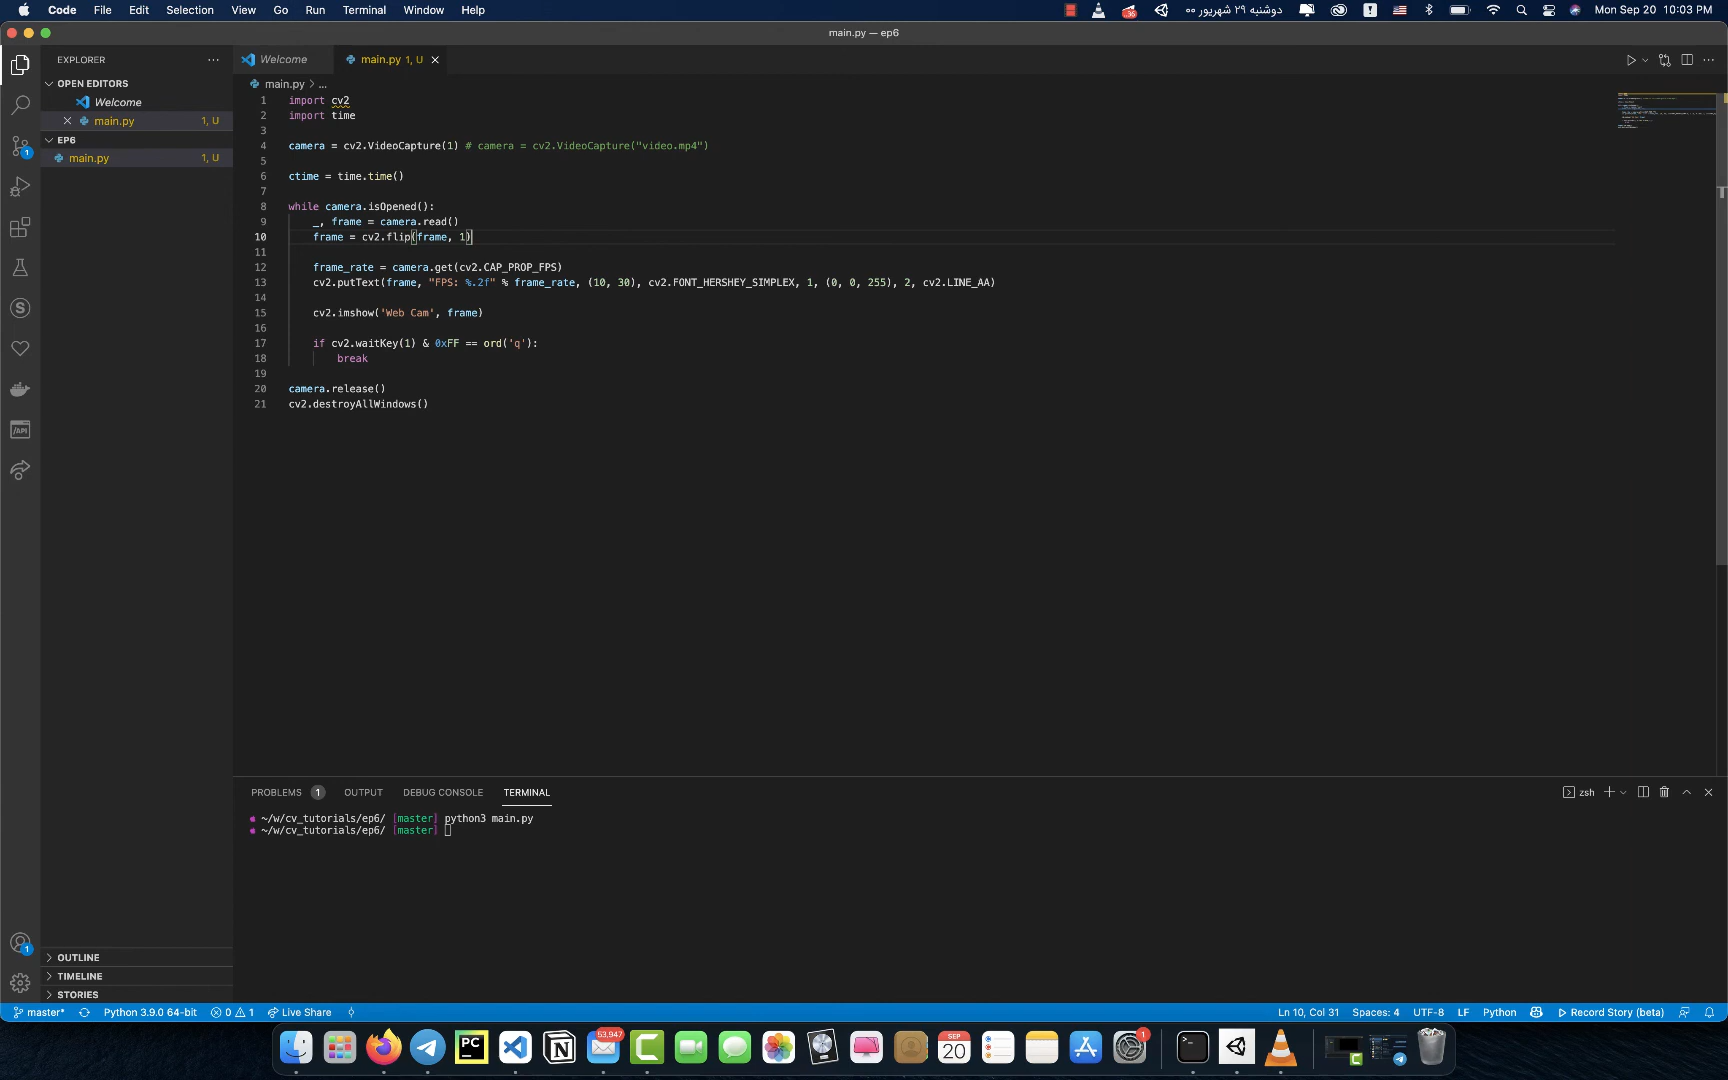 Code File Edit Selection View Go Run Terminal Window Help
دوشنبه ۲۹ شهریور ۰۰ Mon Sep 20 10:03 PM
main.py — ep6
EXPLORER ...
OPEN EDITORS
Welcome
main.py 1, U
EP6
main.py 1, U
OUTLINE
TIMELINE
STORIES
Welcome main.py 1, U
main.py > ...
1 import cv2
2 import time
3
4 camera = cv2.VideoCapture(1) # camera = cv2.VideoCapture("video.mp4")
5
6 ctime = time.time()
7
8 while camera.isOpened():
9 _, frame = camera.read()
10 frame = cv2.flip(frame, 1)
11
12 frame_rate = camera.get(cv2.CAP_PROP_FPS)
13 cv2.putText(frame, "FPS: %.2f" % frame_rate, (10, 30), cv2.FONT_HERSHEY_SIMPLEX, 1, (0, 0, 255), 2, cv2.LINE_AA)
14
15 cv2.imshow('Web Cam', frame)
16
17 if cv2.waitKey(1) & 0xFF == ord('q'):
18 break
19
20 camera.release()
21 cv2.destroyAllWindows()
PROBLEMS 1 OUTPUT DEBUG CONSOLE TERMINAL zsh
~/w/cv_tutorials/ep6/ [master] python3 main.py
~/w/cv_tutorials/ep6/ [master]
master* Python 3.9.0 64-bit 0 1 Live Share Ln 10, Col 31 Spaces: 4 UTF-8 LF Python Record Story (beta)
53,947
SEP
20
1
PC